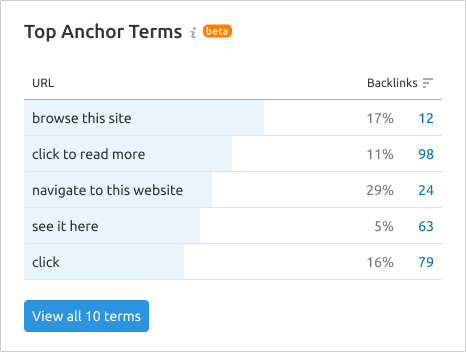 Top Anchor Terms i beta
URL Backlinks
browse this site 17% 12
click to read more 11% 98
navigate to this website 29% 24
see it here 5% 63
click 16% 79
View all 10 terms